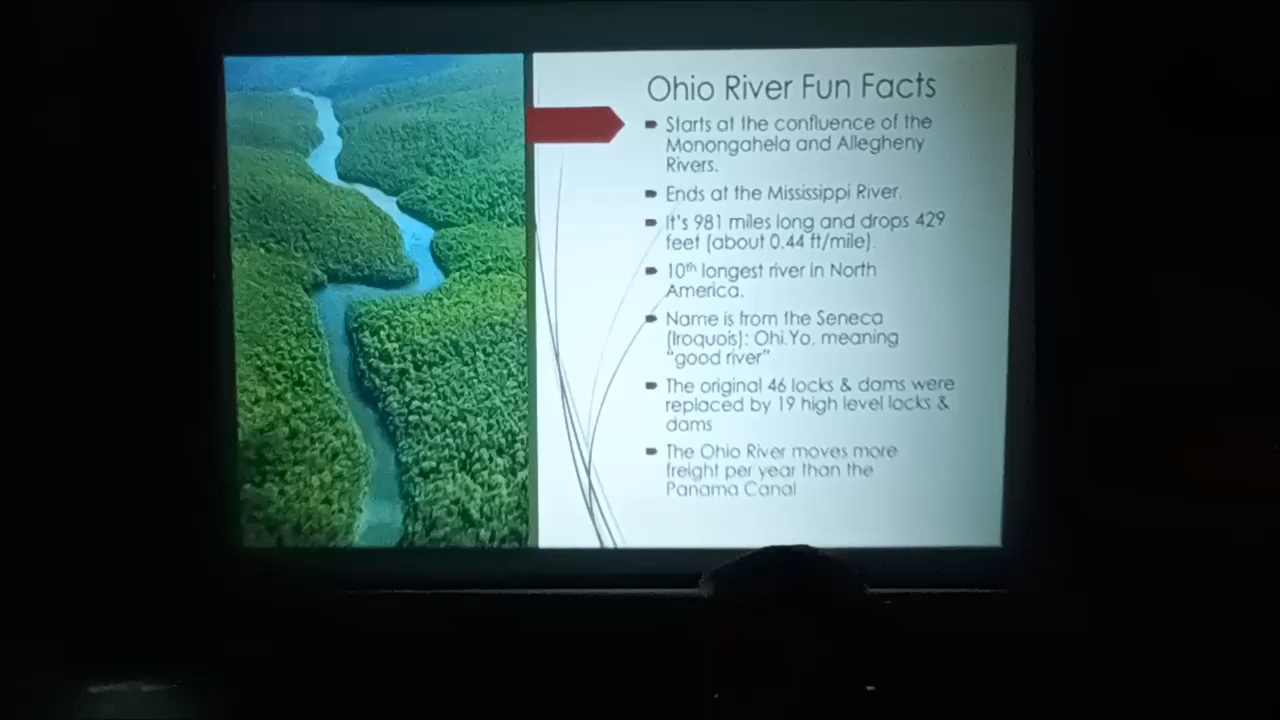 Ohio River Fun Facts
Starts at the confluence of the
Monongahela and Allegheny
Rivers.
Ends at the Mississippi River.
It's 981 miles long and drops 429
feet (about 0.44 ft/mile).
10th longest river in North
America.
Name is from the Seneca
(Iroquois): Ohi.Yo, meaning
"good river"
The original 46 locks & dams were
replaced by 19 high level locks &
dams
The Ohio River moves more
freight per year than the
Panama Canal